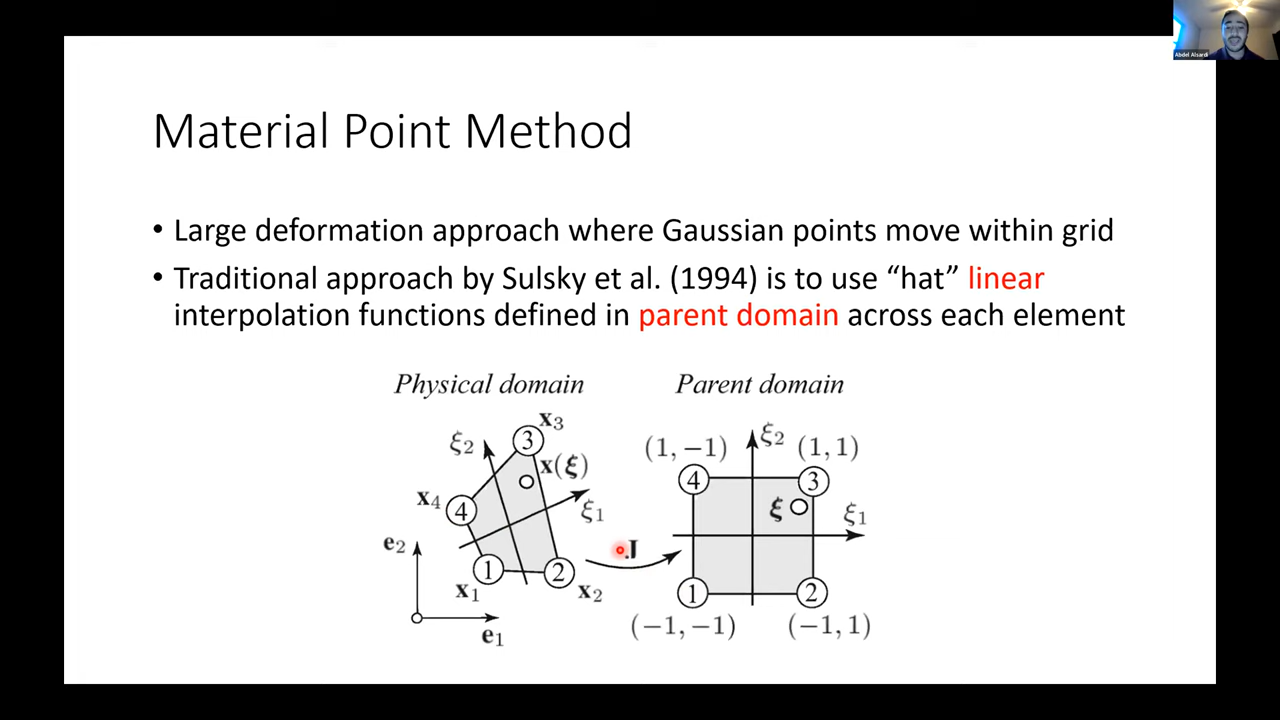 Abdel Alsardi
Material Point Method
• Large deformation approach where Gaussian points move within grid
• Traditional approach by Sulsky et al. (1994) is to use “hat” linear
interpolation functions defined in parent domain across each element
Physical domain
Parent domain
x₃
ξ₂
3
x(ξ)
x₄
4
ξ₁
e₂
1
2
x₁
x₂
e₁
J
ξ₂
(1, −1)
(1, 1)
4
3
ξ
ξ₁
1
2
(−1, −1)
(−1, 1)